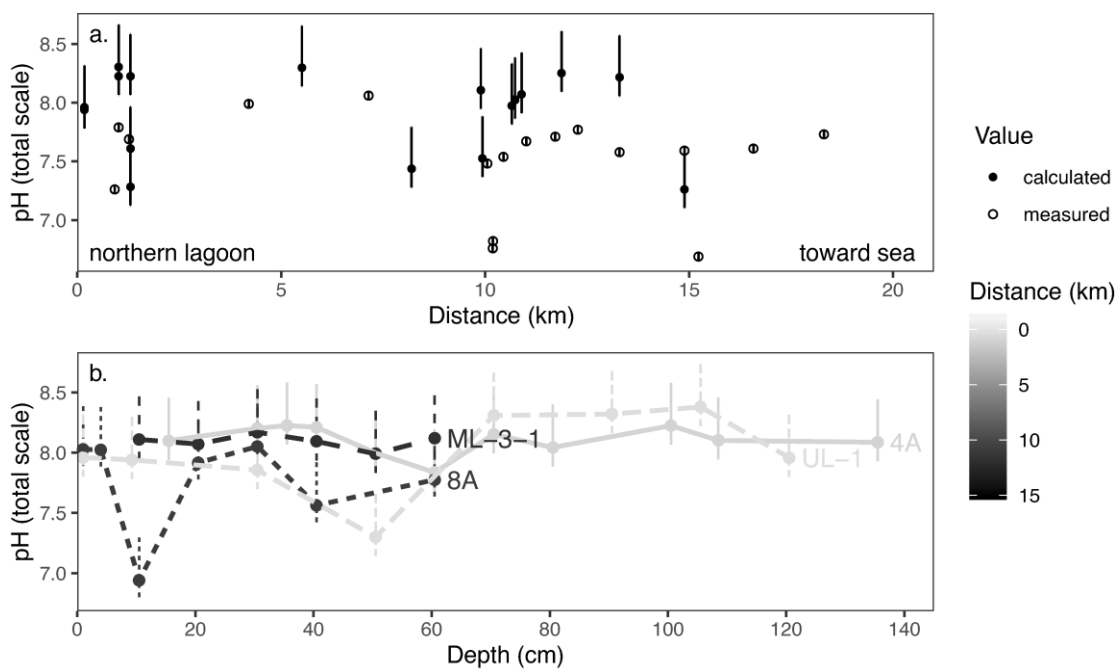 a.
8.5
8.0
7.5
7.0
pH (total scale)
northern lagoon
toward sea
0
5
10
15
20
Distance (km)
Value
calculated
measured
Distance (km)
0
5
10
15
b.
8.5
8.0
7.5
7.0
pH (total scale)
ML−3−1
8A
UL−1
4A
0
20
40
60
80
100
120
140
Depth (cm)